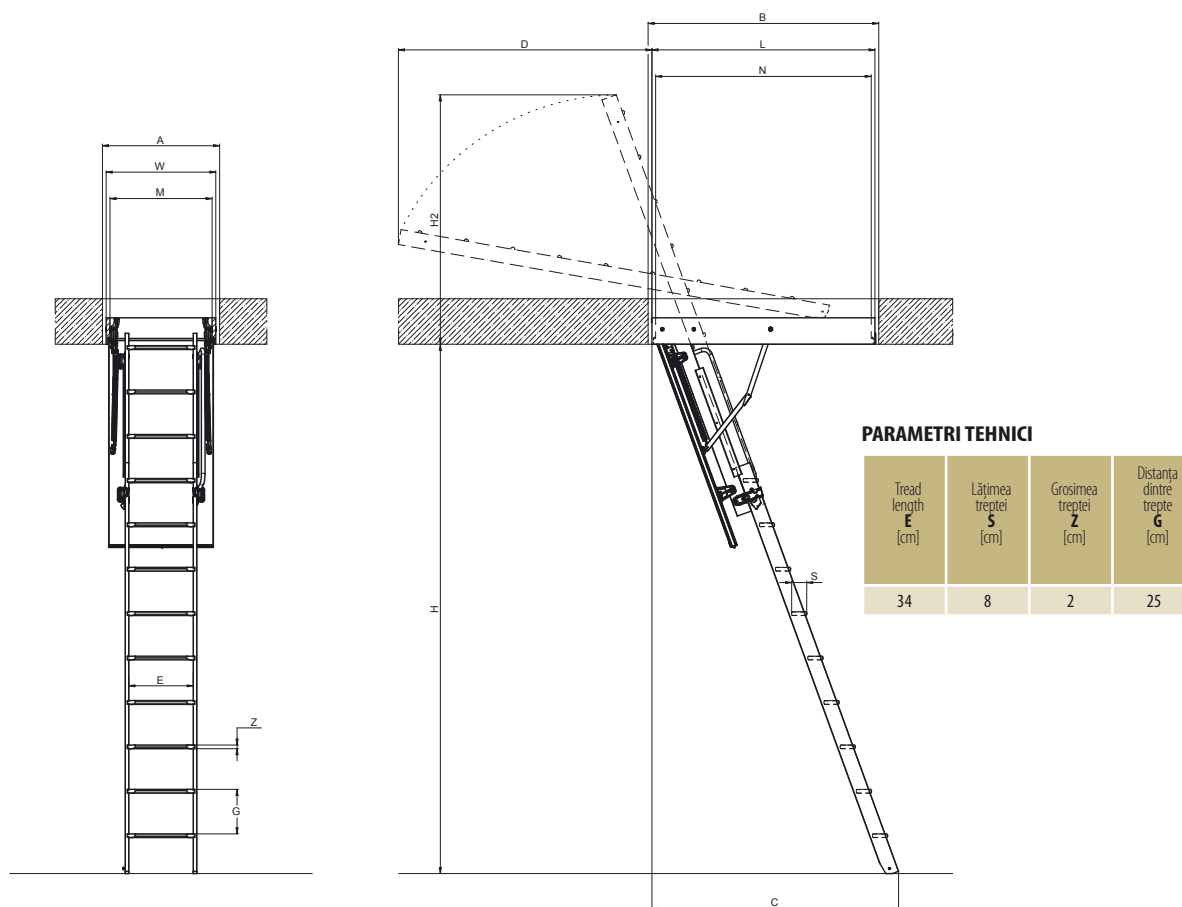 B
D
L
N
A
W
M
H2
H
S
E
Z
G
C
PARAMETRI TEHNICI
Tread
length
E
[cm]
Lățimea
treptei
S
[cm]
Grosimea
treptei
Z
[cm]
Distanța
dintre
trepte
G
[cm]
34 8 2 25